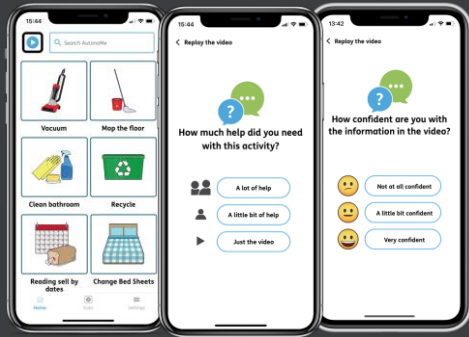 15:44
Search AutonoMe
Vacuum
Mop the floor
Clean bathroom
Recycle
Reading sell by
dates
Change Bed Sheets
Home
Scan
Settings
15:44
Replay the video
?
How much help did you need
with this activity?
A lot of help
A little bit of help
Just the video
13:42
Replay the video
?
How confident are you with
the information in the video?
Not at all confident
A little bit confident
Very confident